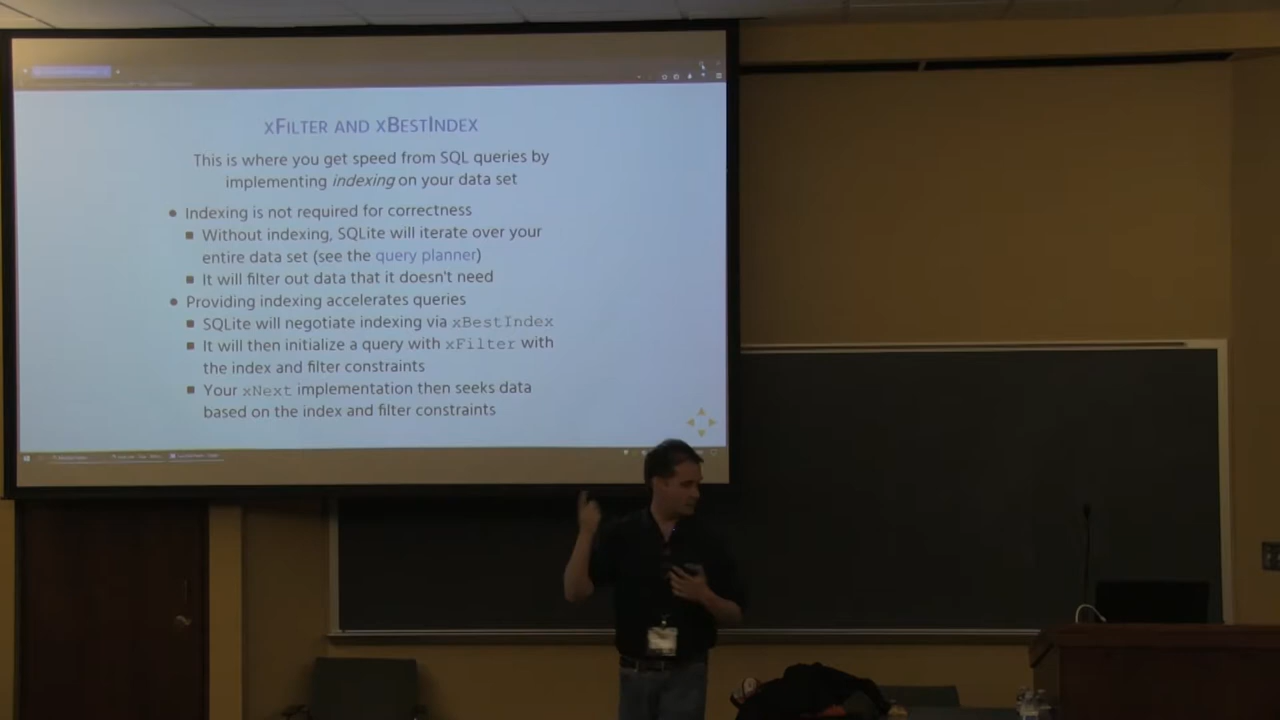 xFilter and xBestIndex
This is where you get speed from SQL queries by
implementing indexing on your data set
• Indexing is not required for correctness
▪ Without indexing, SQLite will iterate over your
entire data set (see the query planner)
▪ It will filter out data that it doesn't need
• Providing indexing accelerates queries
▪ SQLite will negotiate indexing via xBestIndex
▪ It will then initialize a query with xFilter with
the index and filter constraints
▪ Your xNext implementation then seeks data
based on the index and filter constraints